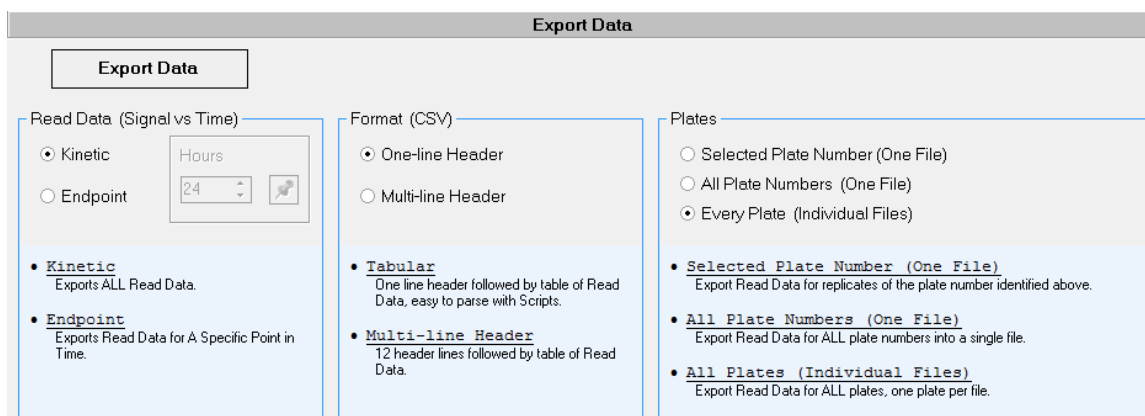 Export Data
Export Data
Read Data (Signal vs Time)
Kinetic
Endpoint
Hours
24
• Kinetic
Exports ALL Read Data.
• Endpoint
Exports Read Data for A Specific Point in
Time.
Format (CSV)
One-line Header
Multi-line Header
• Tabular
One line header followed by table of Read
Data, easy to parse with Scripts.
• Multi-line Header
12 header lines followed by table of Read
Data.
Plates
Selected Plate Number (One File)
All Plate Numbers (One File)
Every Plate (Individual Files)
• Selected Plate Number (One File)
Export Read Data for replicates of the plate number identified above.
• All Plate Numbers (One File)
Export Read Data for ALL plate numbers into a single file.
• All Plates (Individual Files)
Export Read Data for ALL plates, one plate per file.